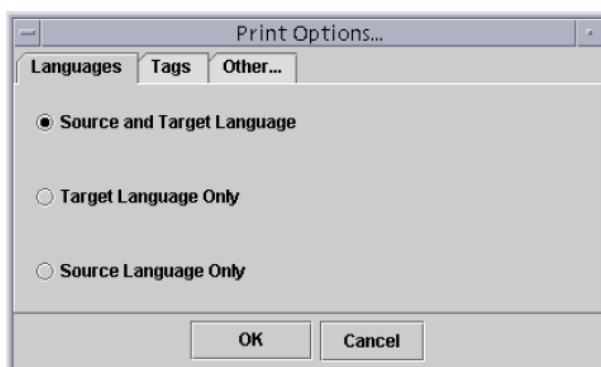 Print Options...
Languages Tags Other...
Source and Target Language
Target Language Only
Source Language Only
OK Cancel